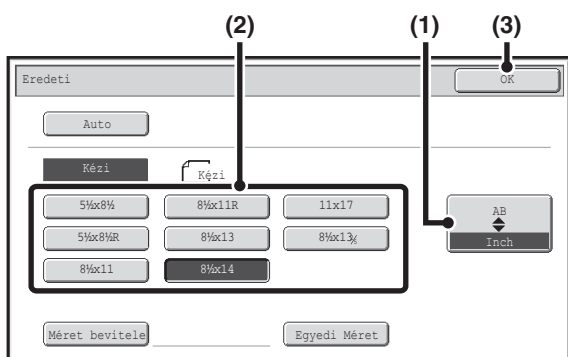 (2) (1) (3)
Eredeti OK
Auto
Kézi Kézi
5½x8½ 8½x11R 11x17
5½x8½R 8½x13 8½x13⅖
8½x11 8½x14
AB
Inch
Méret bevitele Egyedi Méret